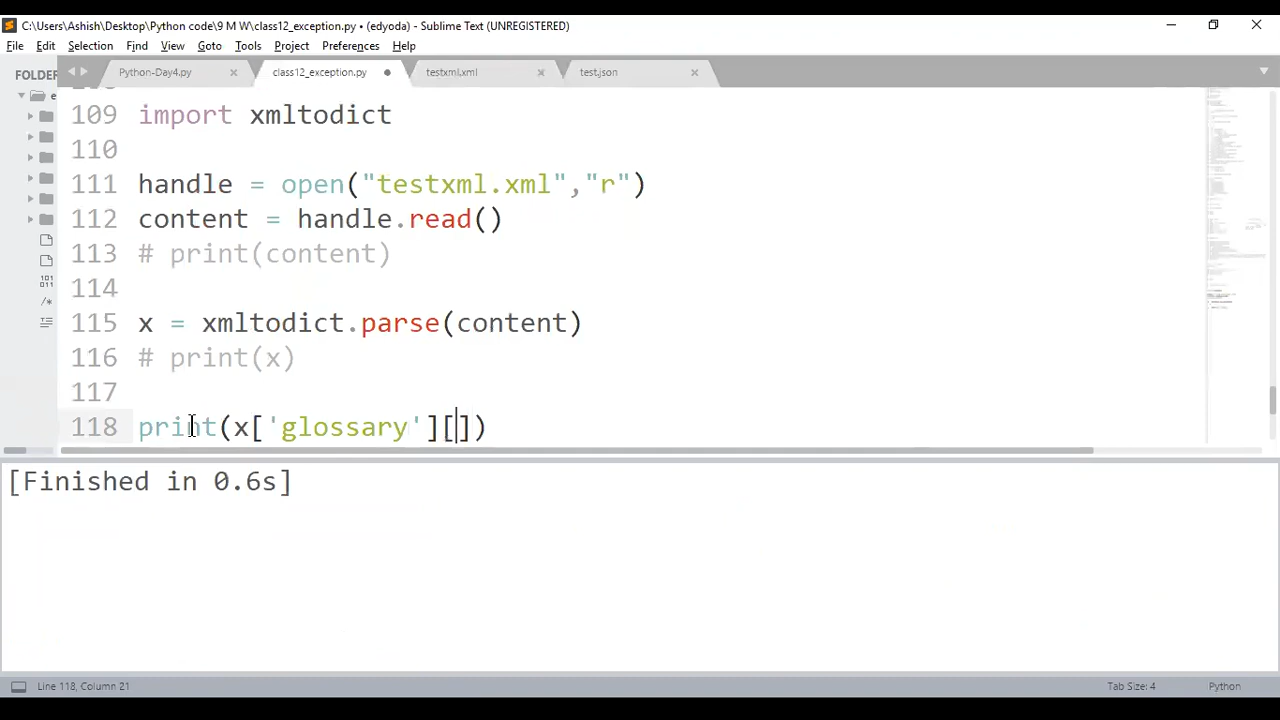 C:\Users\Ashish\Desktop\Python code\9 M W\class12_exception.py • (edyoda) - Sublime Text (UNREGISTERED)
File Edit Selection Find View Goto Tools Project Preferences Help
FOLDER
Python-Day4.py class12_exception.py testxml.xml test.json
109 import xmltodict
110
111 handle = open("testxml.xml","r")
112 content = handle.read()
113 # print(content)
114
115 x = xmltodict.parse(content)
116 # print(x)
117
118 print(x['glossary'][])
[Finished in 0.6s]
Line 118, Column 21 Tab Size: 4 Python